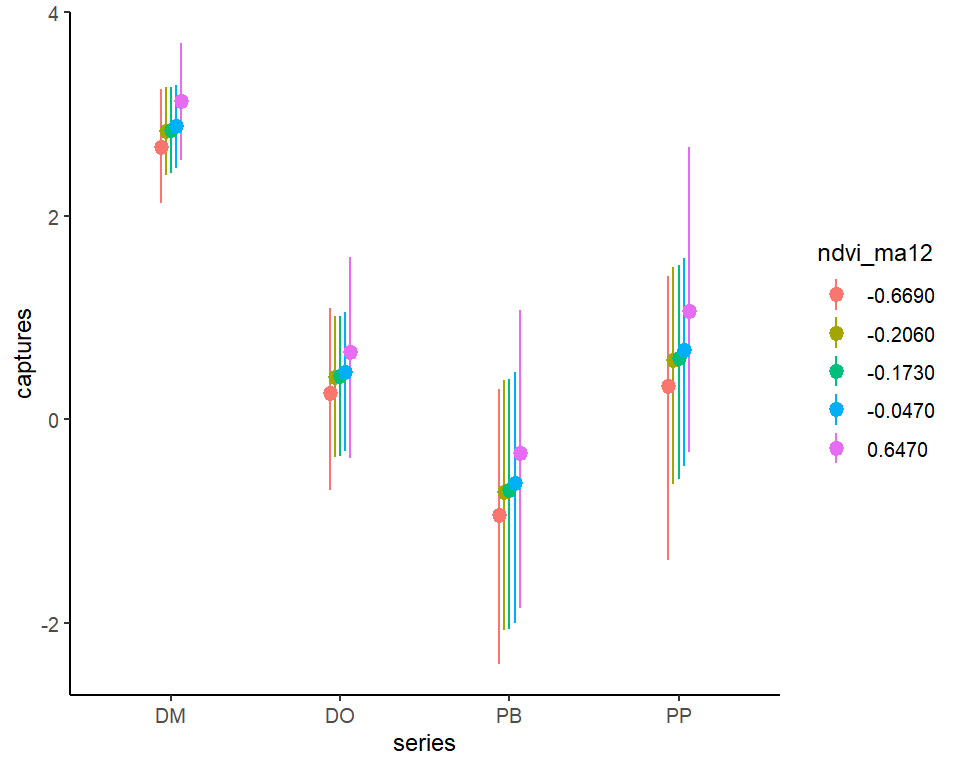 4
2
0
-2
captures
DM
DO
PB
PP
series
ndvi_ma12
-0.6690
-0.2060
-0.1730
-0.0470
0.6470